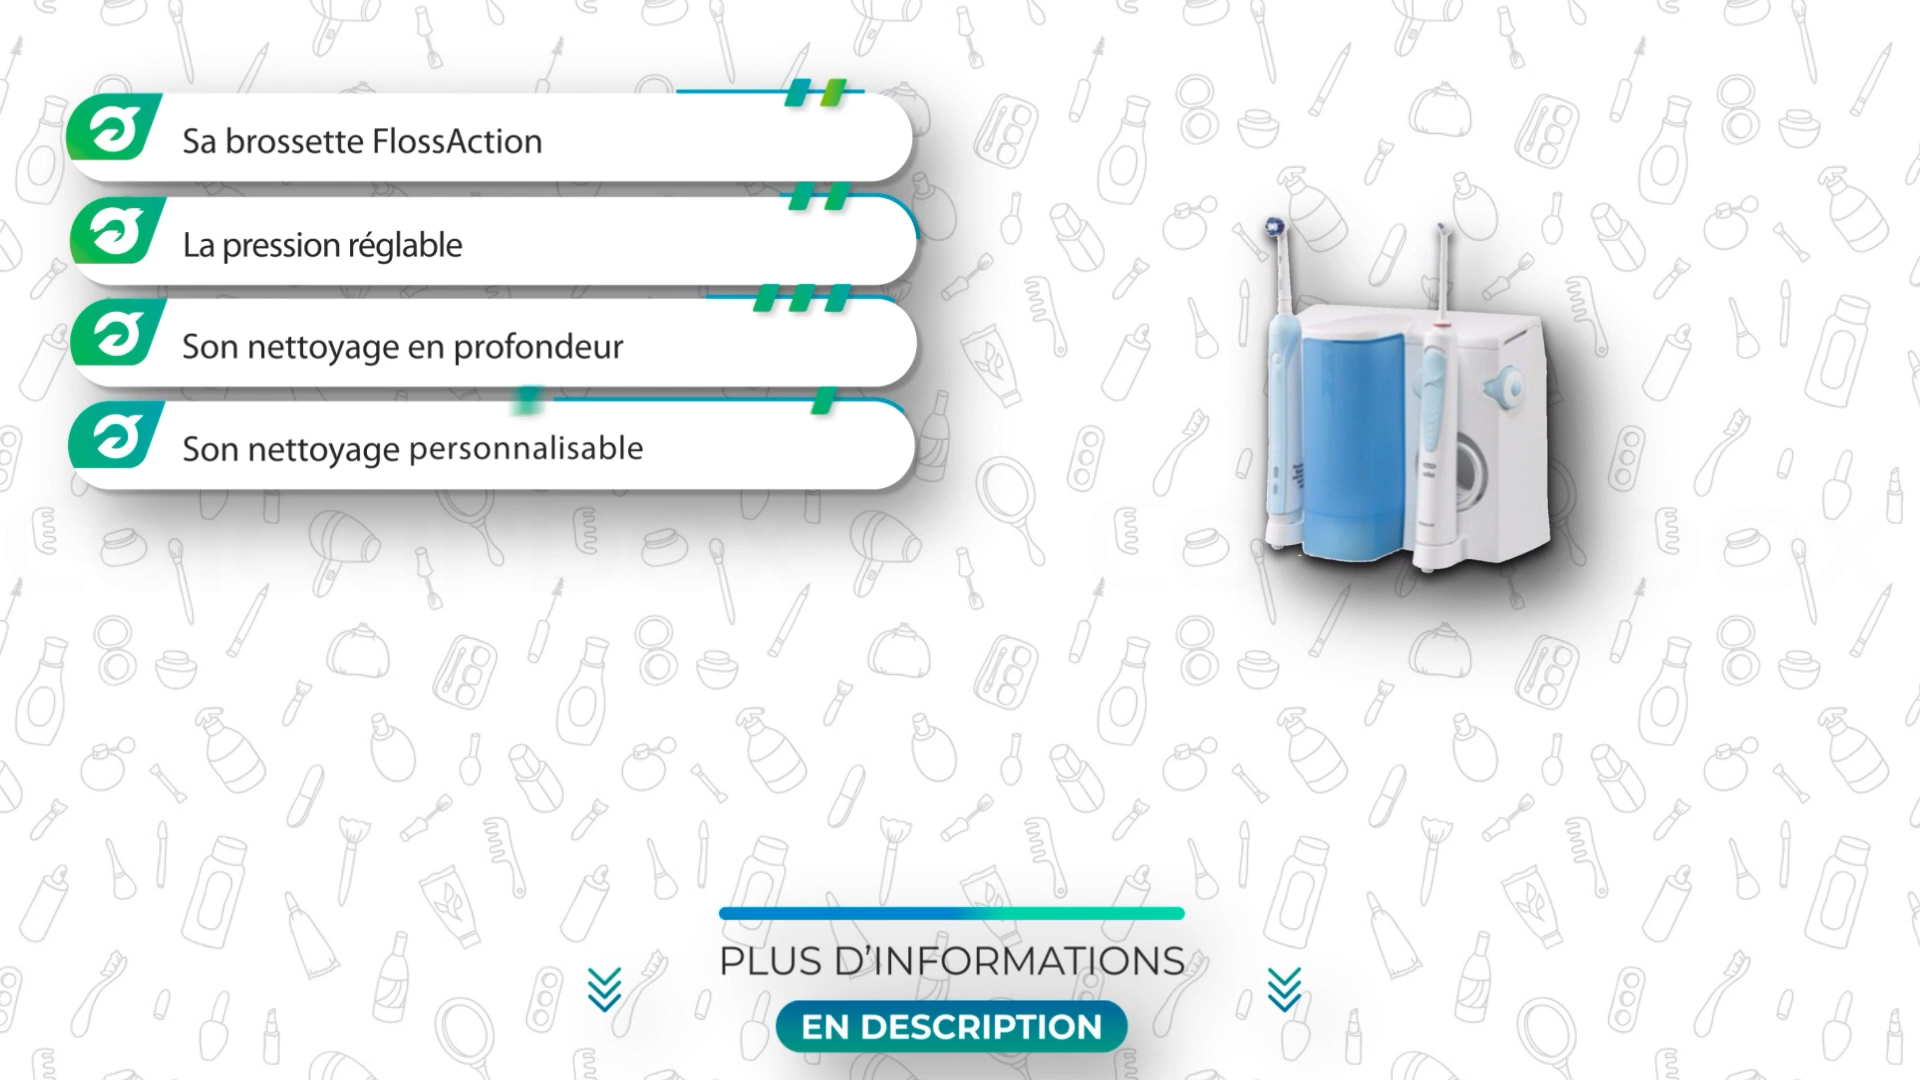 Sa brossette FlossAction
La pression réglable
Son nettoyage en profondeur
Son nettoyage personnalisable
PLUS D’INFORMATIONS
EN DESCRIPTION